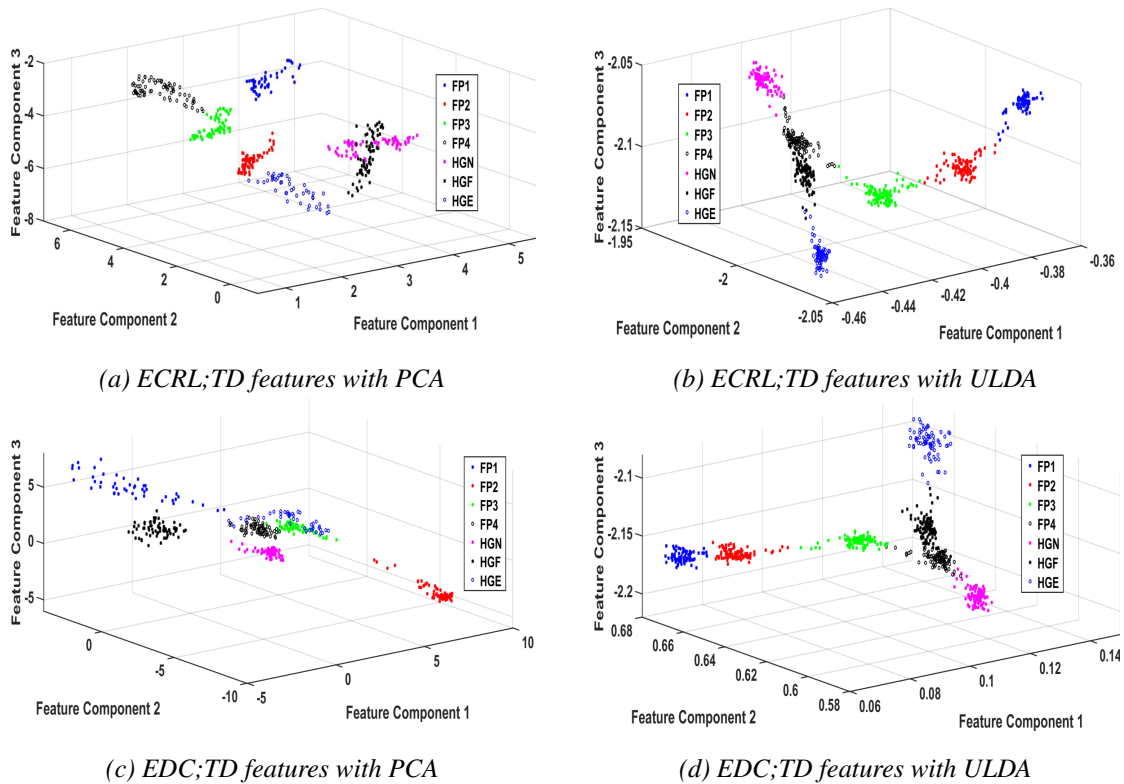 Feature Component 3
-2
-4
-6
-8
6
4
2
0
1
2
3
4
5
Feature Component 2
Feature Component 1
FP1
FP2
FP3
FP4
HGN
HGF
HGE
(a) ECRL;TD features with PCA
Feature Component 3
-2.05
-2.1
-2.15
-1.95
-2
-2.05
-0.46
-0.44
-0.42
-0.4
-0.38
-0.36
Feature Component 2
Feature Component 1
FP1
FP2
FP3
FP4
HGN
HGF
HGE
(b) ECRL;TD features with ULDA
Feature Component 3
5
0
-5
0
-5
-10
-5
0
5
10
Feature Component 2
Feature Component 1
FP1
FP2
FP3
FP4
HGN
HGF
HGE
(c) EDC;TD features with PCA
Feature Component 3
-2.1
-2.15
-2.2
0.68
0.66
0.64
0.62
0.6
0.58
0.06
0.08
0.1
0.12
0.14
Feature Component 2
Feature Component 1
FP1
FP2
FP3
FP4
HGN
HGF
HGE
(d) EDC;TD features with ULDA